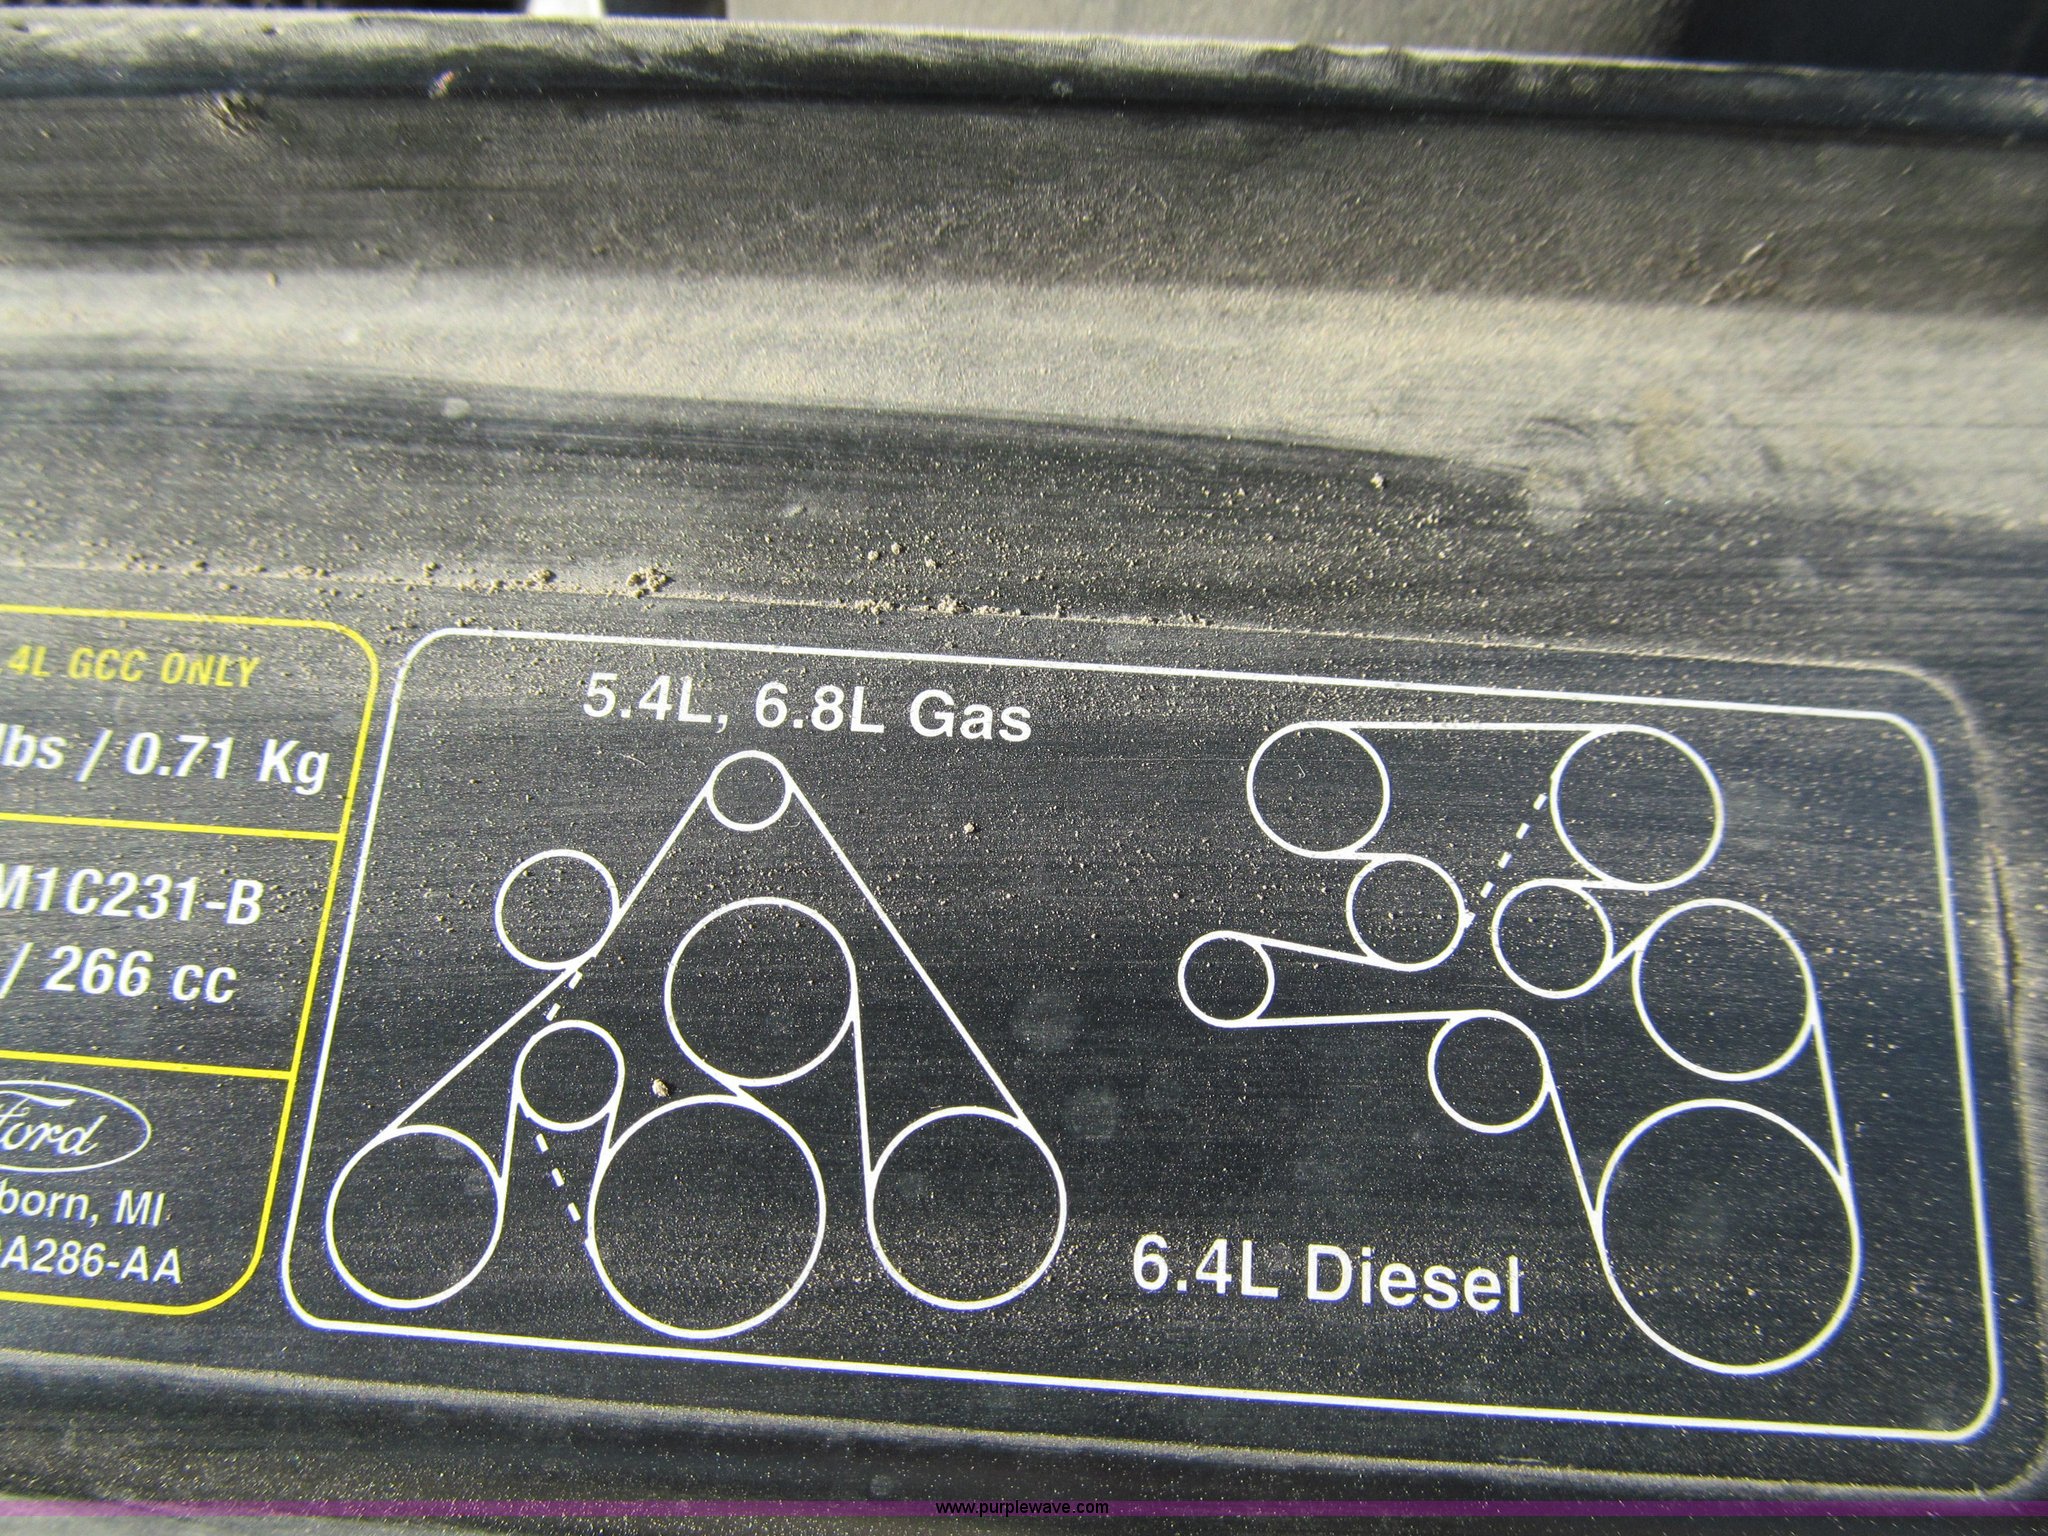 4L GCC ONLY
lbs / 0.71 Kg
M1C231-B
/ 266 cc
Ford
born, MI
A286-AA
5.4L, 6.8L Gas
6.4L Diesel
www.purplewave.com